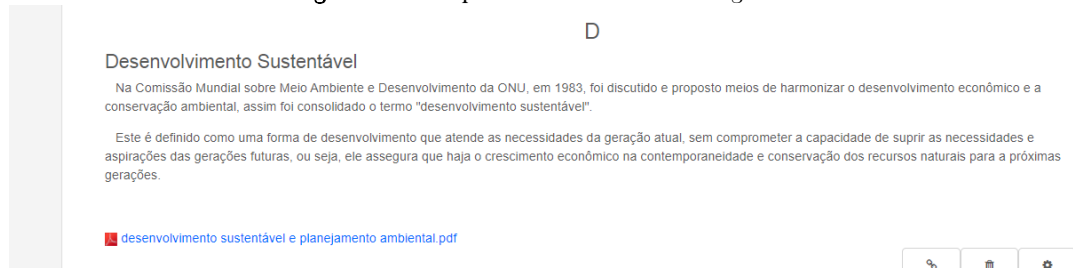 D
Desenvolvimento Sustentável
Na Comissão Mundial sobre Meio Ambiente e Desenvolvimento da ONU, em 1983, foi discutido e proposto meios de harmonizar o desenvolvimento econômico e a
conservação ambiental, assim foi consolidado o termo "desenvolvimento sustentável".
Este é definido como uma forma de desenvolvimento que atende as necessidades da geração atual, sem comprometer a capacidade de suprir as necessidades e
aspirações das gerações futuras, ou seja, ele assegura que haja o crescimento econômico na contemporaneidade e conservação dos recursos naturais para a próximas
gerações.
desenvolvimento sustentável e planejamento ambiental.pdf